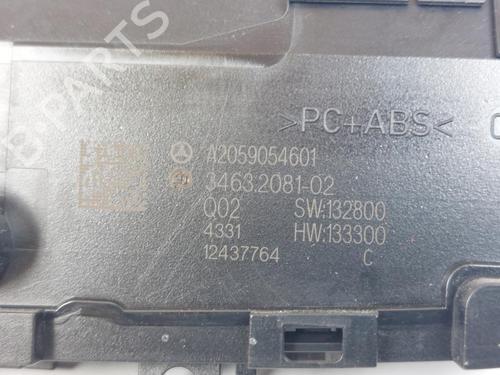 B PARTS
>PC+ABS<
A2059054601
3463.2081-02
Q02 SW:132800
4331 HW:133300
12437764 C